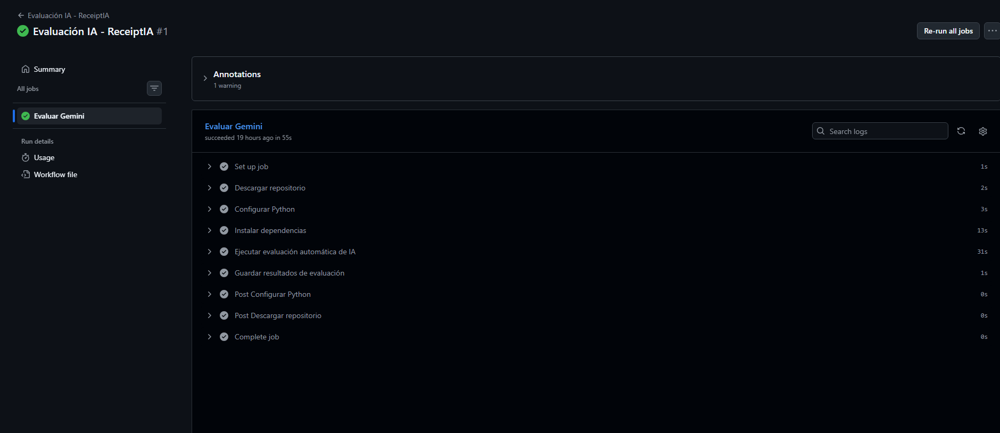 Evaluación IA - ReceiptIA
Evaluación IA - ReceiptIA #1
Re-run all jobs
Summary
All jobs
Evaluar Gemini
Run details
Usage
Workflow file
Annotations
1 warning
Evaluar Gemini
succeeded 19 hours ago in 55s
Search logs
Set up job 1s
Descargar repositorio 2s
Configurar Python 3s
Instalar dependencias 13s
Ejecutar evaluación automática de IA 31s
Guardar resultados de evaluación 1s
Post Configurar Python 0s
Post Descargar repositorio 0s
Complete job 0s